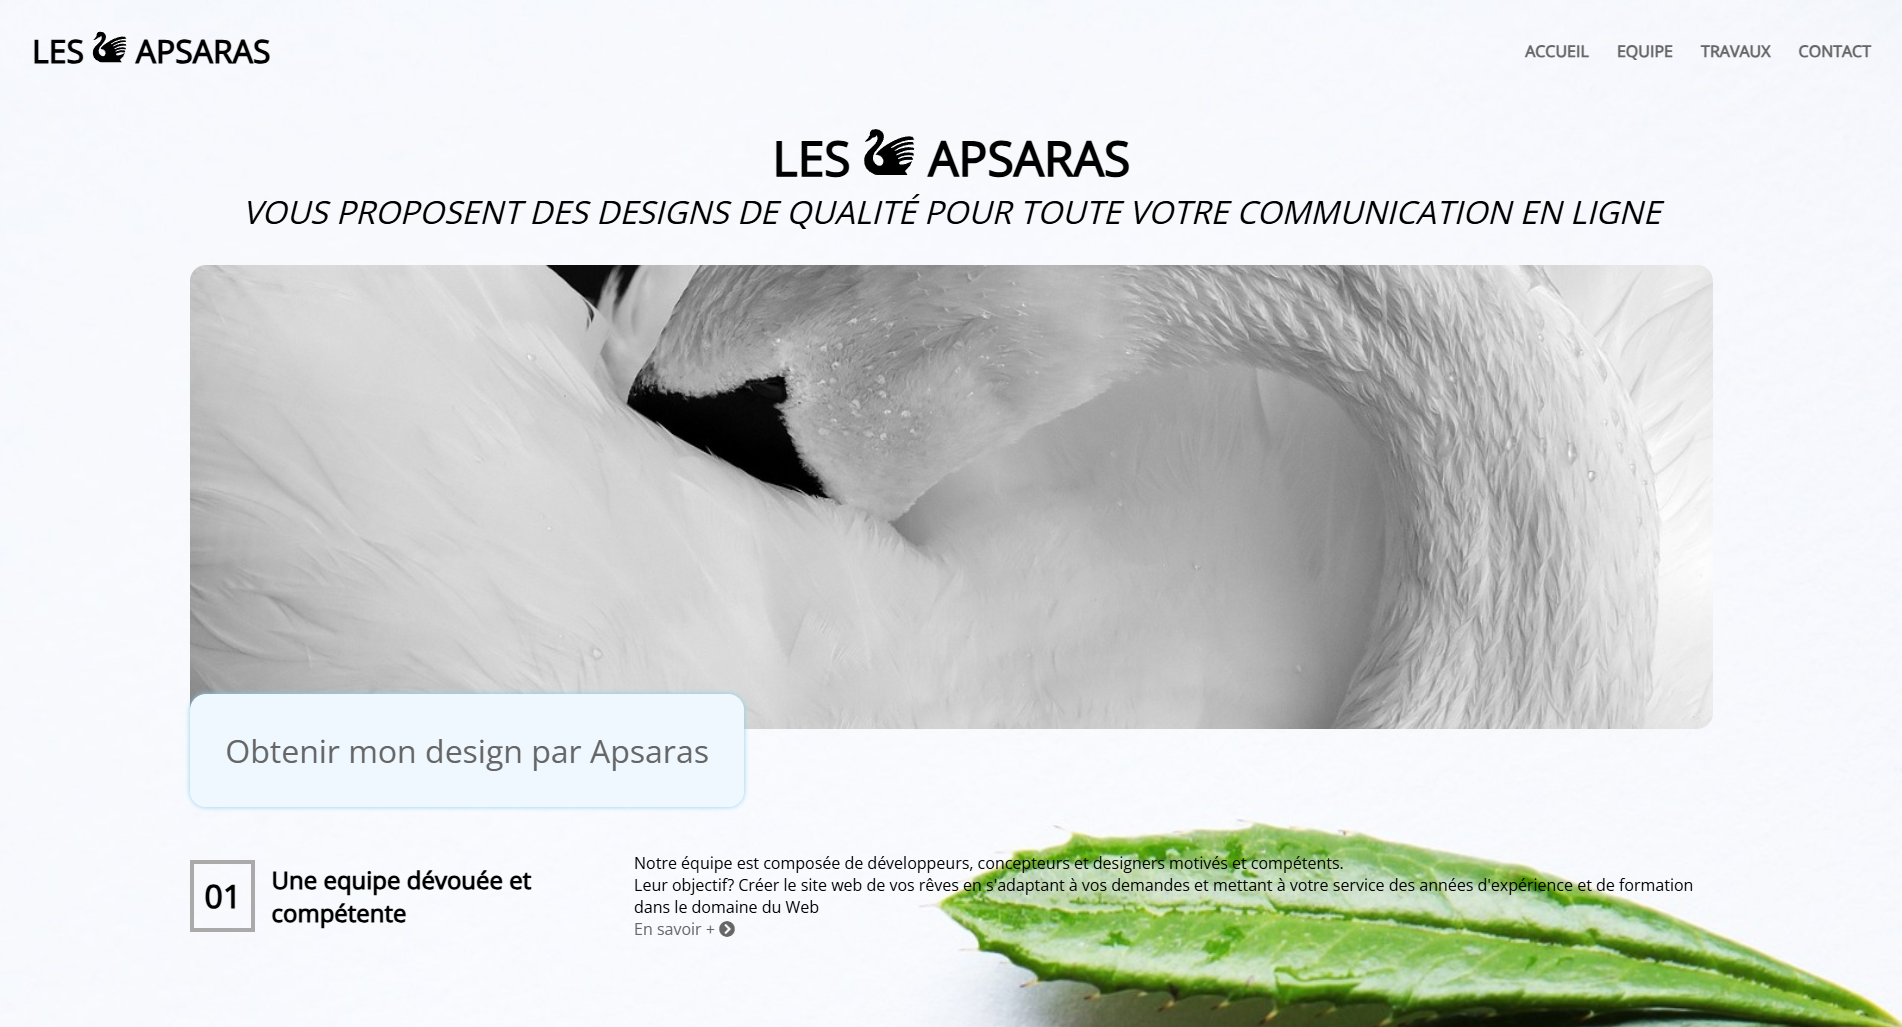 LES APSARAS
ACCUEIL EQUIPE TRAVAUX CONTACT
LES APSARAS
VOUS PROPOSENT DES DESIGNS DE QUALITÉ POUR TOUTE VOTRE COMMUNICATION EN LIGNE
Obtenir mon design par Apsaras
01
Une equipe dévouée et
compétente
Notre équipe est composée de développeurs, concepteurs et designers motivés et compétents.
Leur objectif? Créer le site web de vos rêves en s'adaptant à vos demandes et mettant à votre service des années d'expérience et de formation
dans le domaine du Web
En savoir +